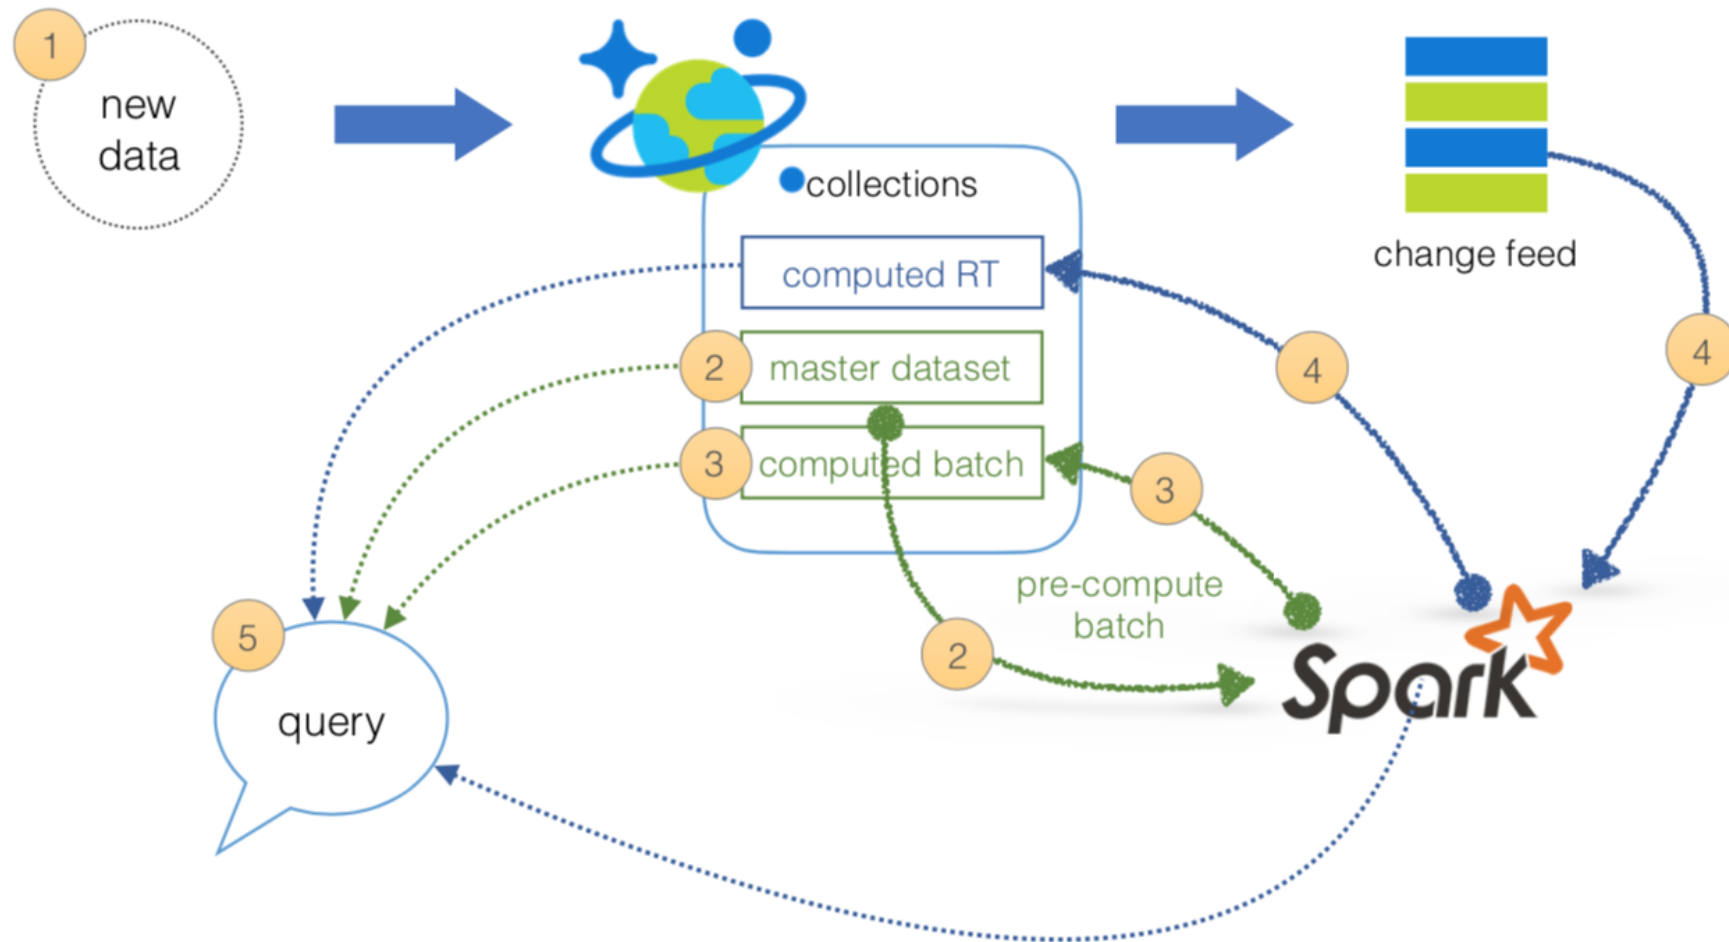 1
new
data
collections
change feed
computed RT
4
4
2
master dataset
3
computed batch
3
pre-compute
batch
2
5
query
Spark